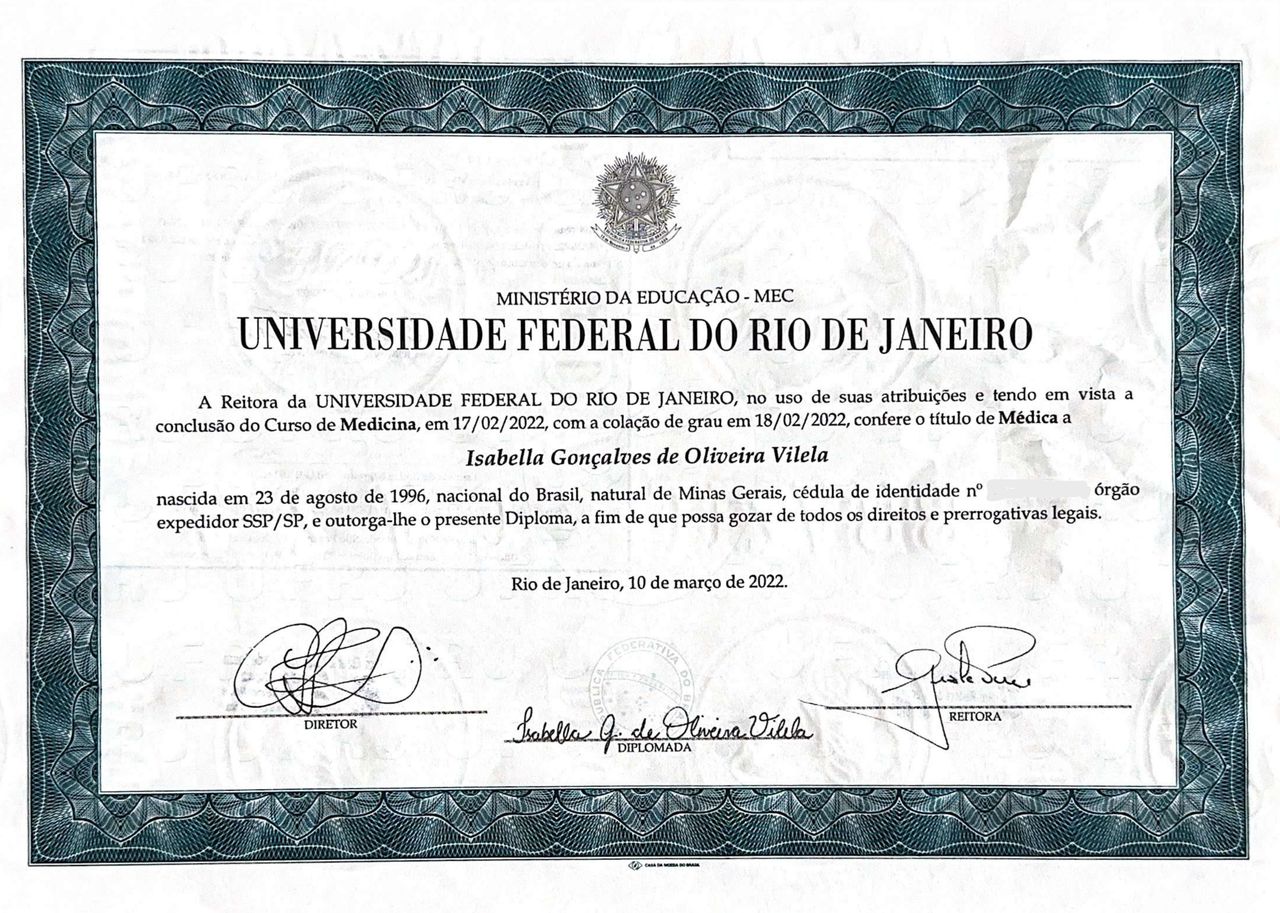 MINISTÉRIO DA EDUCAÇÃO - MEC
UNIVERSIDADE FEDERAL DO RIO DE JANEIRO
A Reitora da UNIVERSIDADE FEDERAL DO RIO DE JANEIRO, no uso de suas atribuições e tendo em vista a
conclusão do Curso de Medicina, em 17/02/2022, com a colação de grau em 18/02/2022, confere o título de Médica a
Isabella Gonçalves de Oliveira Vilela
nascida em 23 de agosto de 1996, nacional do Brasil, natural de Minas Gerais, cédula de identidade nº órgão
expedidor SSP/SP, e outorga-lhe o presente Diploma, a fim de que possa gozar de todos os direitos e prerrogativas legais.
Rio de Janeiro, 10 de março de 2022.
DIRETOR
Isabella G. de Oliveira Vilela
DIPLOMADA
REITORA
CASA DA MOEDA DO BRASIL